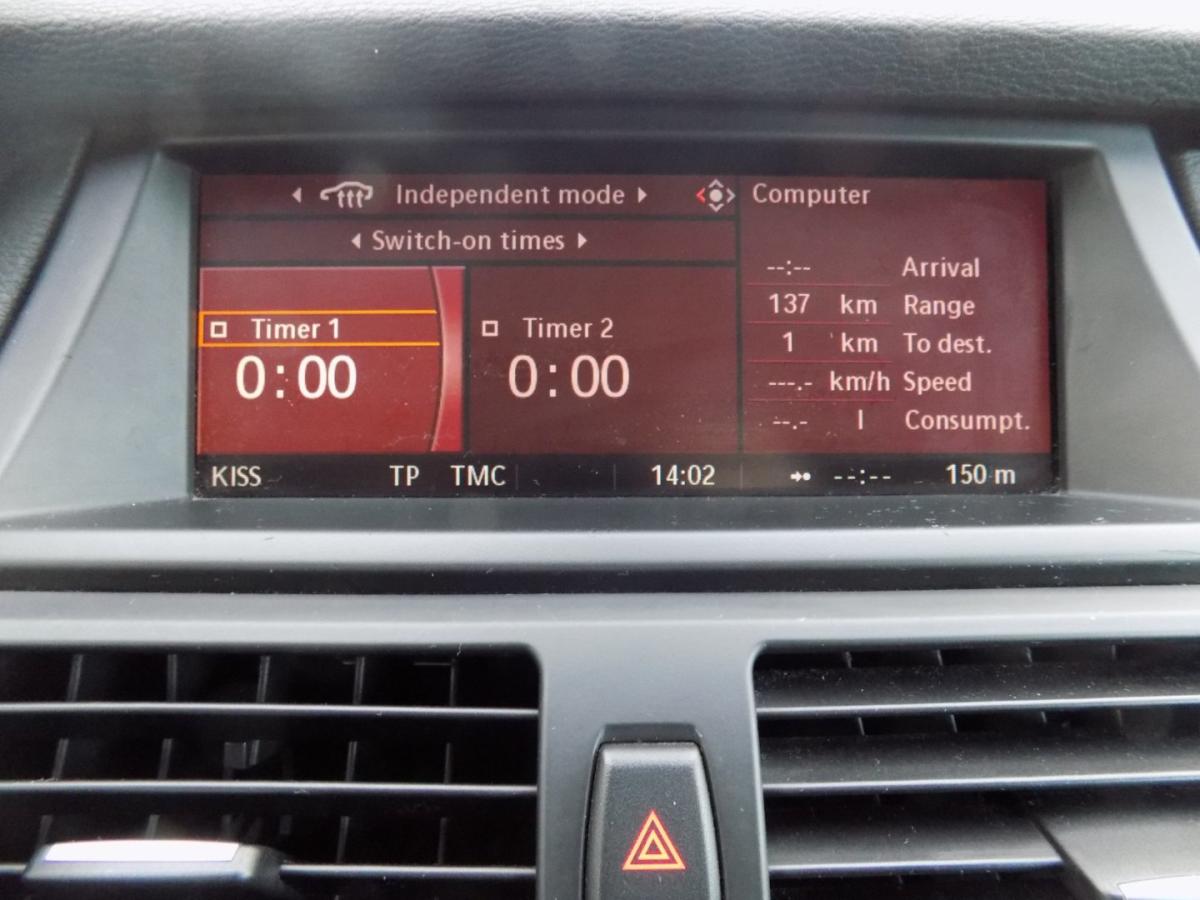 Independent mode
Switch-on times
Timer 1
0:00
Timer 2
0:00
Computer
--:-- Arrival
137 km Range
1 km To dest.
---.- km/h Speed
--.- l Consumpt.
KISS TP TMC 14:02 --:-- 150 m